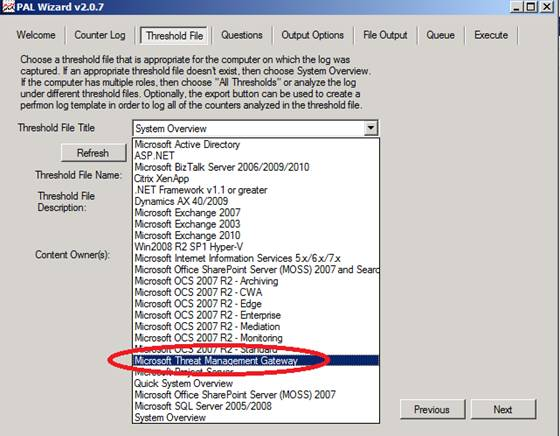 PAL Wizard v2.0.7
Welcome Counter Log Threshold File Questions Output Options File Output Queue Execute
Choose a threshold file that is appropriate for the computer on which the log was
captured. If an appropriate threshold file doesn't exist, then choose System Overview.
If the computer has multiple roles, then choose "All Thresholds" or analyze the log
under different threshold files. Optionally, the export button can be used to create a
perfmon log template in order to log all of the counters analyzed in the threshold file.
Threshold File Title
System Overview
Refresh
Threshold File Name:
Threshold File
Description:
Content Owner(s):
Microsoft Active Directory
ASP.NET
Microsoft BizTalk Server 2006/2009/2010
Citrix XenApp
.NET Framework v1.1 or greater
Dynamics AX 40/2009
Microsoft Exchange 2007
Microsoft Exchange 2003
Microsoft Exchange 2010
Win2008 R2 SP1 Hyper-V
Microsoft Internet Information Services 5.x/6.x/7.x
Microsoft Office SharePoint Server (MOSS) 2007 and Searc
Microsoft OCS 2007 R2 - Archiving
Microsoft OCS 2007 R2 - CWA
Microsoft OCS 2007 R2 - Edge
Microsoft OCS 2007 R2 - Enterprise
Microsoft OCS 2007 R2 - Mediation
Microsoft OCS 2007 R2 - Monitoring
Microsoft OCS 2007 R2 - Standard
Microsoft Threat Management Gateway
Microsoft Project Server
Quick System Overview
Microsoft Office SharePoint Server (MOSS) 2007
Microsoft SQL Server 2005/2008
System Overview
Previous Next